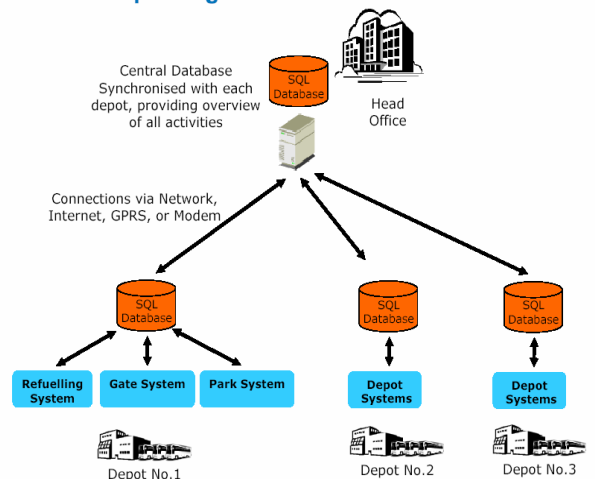 Central Database
Synchronised with each
depot, providing overview
of all activities
SQL
Database
Head
Office
Connections via Network,
Internet, GPRS, or Modem
SQL
Database
SQL
Database
SQL
Database
Refuelling
System
Gate System
Park System
Depot
Systems
Depot
Systems
Depot No.1
Depot No.2
Depot No.3